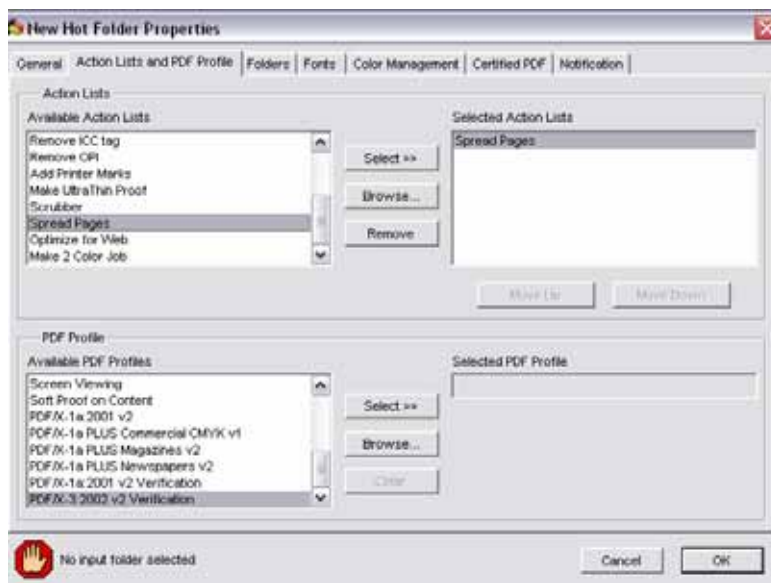 New Hot Folder Properties
General Action Lists and PDF Profile Folders Fonts Color Management Certified PDF Notification
Action Lists
Available Action Lists
Remove ICC tag
Remove OPI
Add Printer Marks
Make UltraThin Proof
Scrubber
Spread Pages
Optimize for Web
Make 2 Color Job
Select >>
Browse...
Remove
Selected Action Lists
Spread Pages
Move Up
Move Down
PDF Profile
Available PDF Profiles
Screen Viewing
Soft Proof on Content
PDF/X-1a:2001 v2
PDF/X-1a PLUS Commercial CMYK v1
PDF/X-1a PLUS Magazines v2
PDF/X-1a PLUS Newspapers v2
PDF/X-1a:2001 v2 Verification
PDF/X-3:2002 v2 Verification
Select >>
Browse...
Clear
Selected PDF Profile
No input folder selected
Cancel
OK